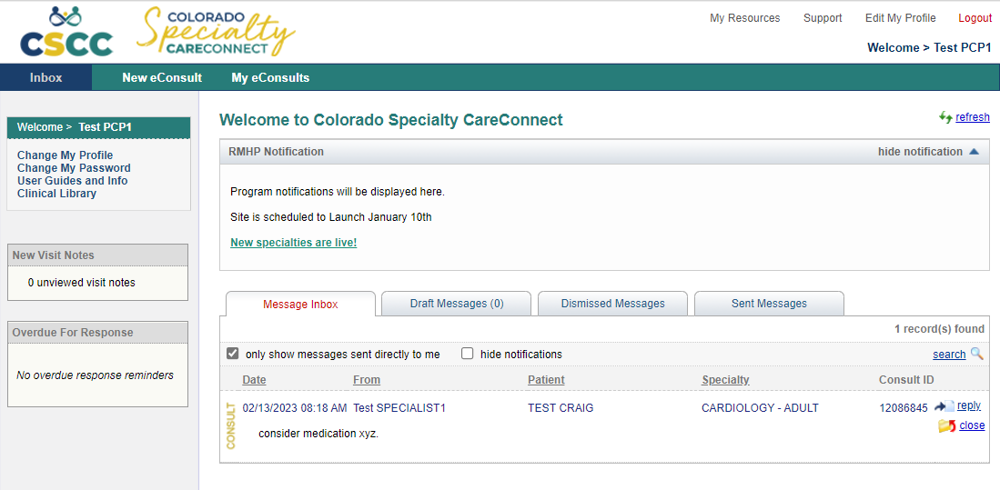 CSCC
COLORADO
Specialty
CARECONNECT
My Resources Support Edit My Profile Logout
Welcome > Test PCP1
Inbox New eConsult My eConsults
Welcome > Test PCP1
Change My Profile
Change My Password
User Guides and Info
Clinical Library
New Visit Notes
0 unviewed visit notes
Overdue For Response
No overdue response reminders
Welcome to Colorado Specialty CareConnect
refresh
RMHP Notification hide notification
Program notifications will be displayed here.
Site is scheduled to Launch January 10th
New specialties are live!
Message Inbox Draft Messages (0) Dismissed Messages Sent Messages
1 record(s) found
only show messages sent directly to me hide notifications search
Date From Patient Specialty Consult ID
CONSULT
02/13/2023 08:18 AM Test SPECIALIST1 TEST CRAIG CARDIOLOGY - ADULT 12086845 reply
close
consider medication xyz.